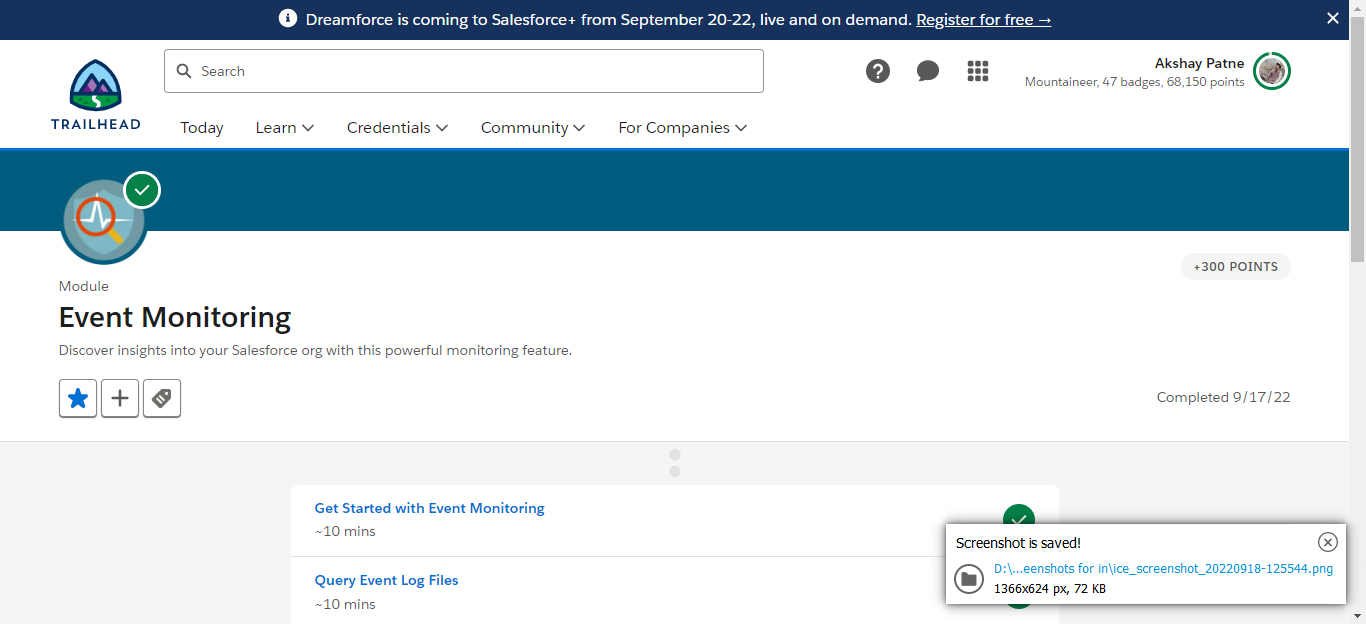 Dreamforce is coming to Salesforce+ from September 20-22, live and on demand. Register for free →
Search
Akshay Patne
Mountaineer, 47 badges, 68,150 points
TRAILHEAD
Today Learn Credentials Community For Companies
+300 POINTS
Module
Event Monitoring
Discover insights into your Salesforce org with this powerful monitoring feature.
Completed 9/17/22
Get Started with Event Monitoring
~10 mins
Query Event Log Files
~10 mins
Screenshot is saved!
D:\...eenshots for in\ice_screenshot_20220918-125544.png
1366x624 px, 72 KB